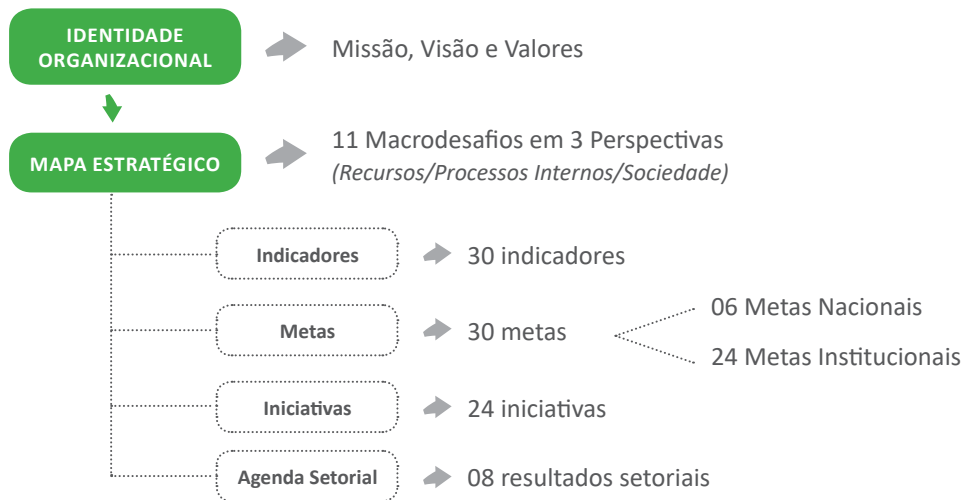 IDENTIDADE
ORGANIZACIONAL
Missão, Visão e Valores
MAPA ESTRATÉGICO
11 Macrodesafios em 3 Perspectivas
(Recursos/Processos Internos/Sociedade)
Indicadores
30 indicadores
Metas
30 metas
06 Metas Nacionais
24 Metas Institucionais
Iniciativas
24 iniciativas
Agenda Setorial
08 resultados setoriais